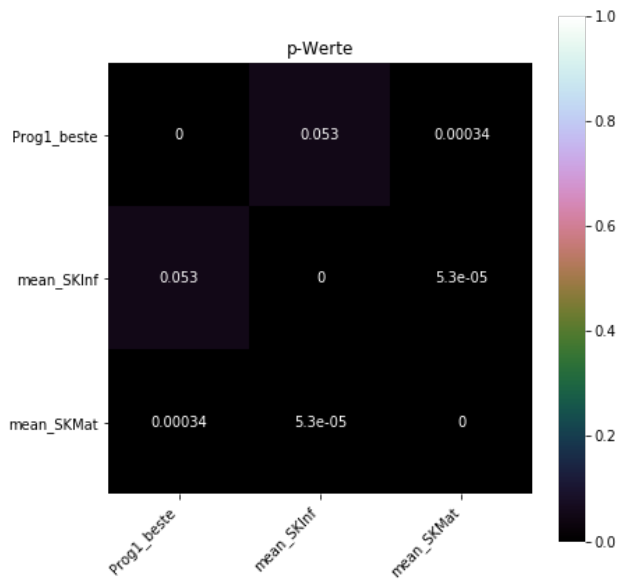 p-Werte
1.0
0.8
0.6
0.4
0.2
0.0
Prog1_beste
0 0.053 0.00034
mean_SKInf
0.053 0 5.3e-05
mean_SKMat
0.00034 5.3e-05 0
Prog1_beste
mean_SKInf
mean_SKMat